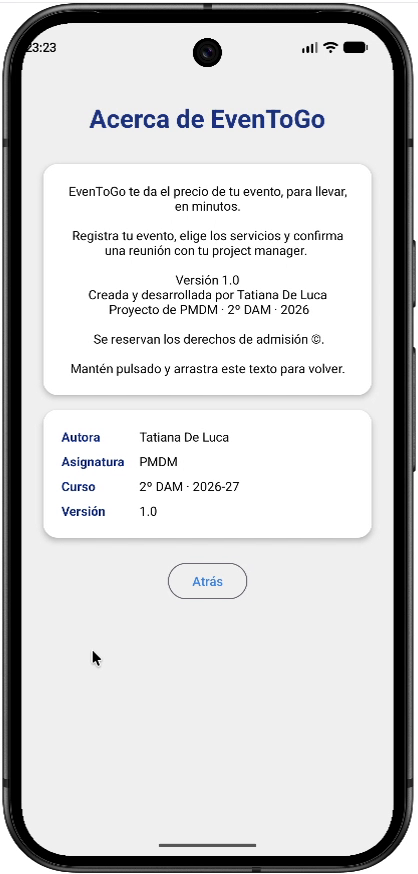 23:23
Acerca de EvenToGo
EvenToGo te da el precio de tu evento, para llevar,
en minutos.
Registra tu evento, elige los servicios y confirma
una reunión con tu project manager.
Versión 1.0
Creada y desarrollada por Tatiana De Luca
Proyecto de PMDM · 2º DAM · 2026
Se reservan los derechos de admisión ©.
Mantén pulsado y arrastra este texto para volver.
Autora Tatiana De Luca
Asignatura PMDM
Curso 2º DAM · 2026-27
Versión 1.0
Atrás